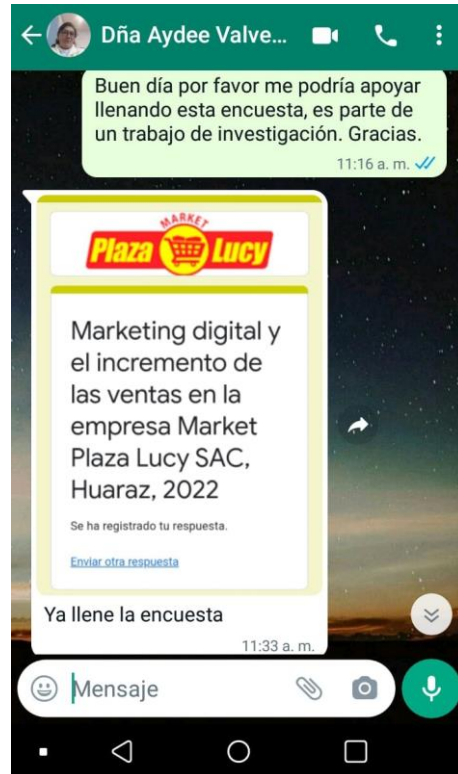 Dña Aydee Valve...
Buen día por favor me podría apoyar
llenando esta encuesta, es parte de
un trabajo de investigación. Gracias.
11:16 a. m.
MARKET
Plaza Lucy
Marketing digital y
el incremento de
las ventas en la
empresa Market
Plaza Lucy SAC,
Huaraz, 2022
Se ha registrado tu respuesta.
Enviar otra respuesta
Ya llene la encuesta
11:33 a. m.
Mensaje